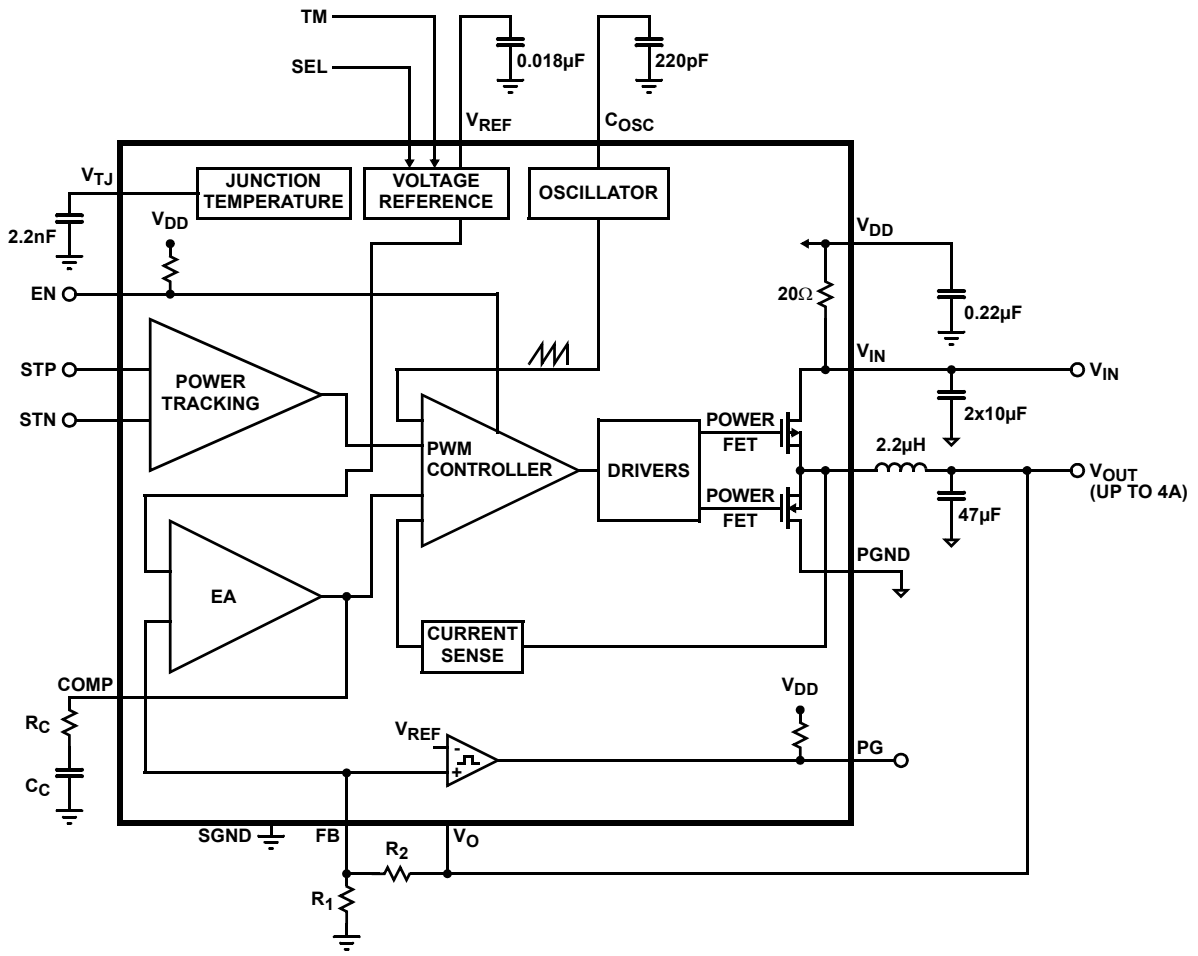 TM
0.018µF
220pF
SEL
VREF
COSC
VTJ
JUNCTION
TEMPERATURE
VOLTAGE
REFERENCE
OSCILLATOR
2.2nF
VDD
VDD
EN
20Ω
0.22µF
STP
POWER
TRACKING
STN
VIN
VIN
2x10µF
PWM
CONTROLLER
DRIVERS
POWER
FET
POWER
FET
2.2µH
VOUT
(UP TO 4A)
47µF
PGND
EA
CURRENT
SENSE
COMP
RC
CC
VREF
-
+
VDD
PG
SGND
FB
VO
R2
R1